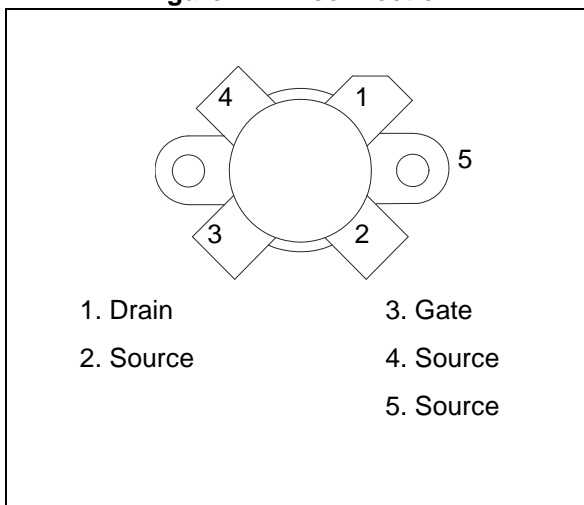 4 1
5
3 2
1. Drain 3. Gate
2. Source 4. Source
5. Source